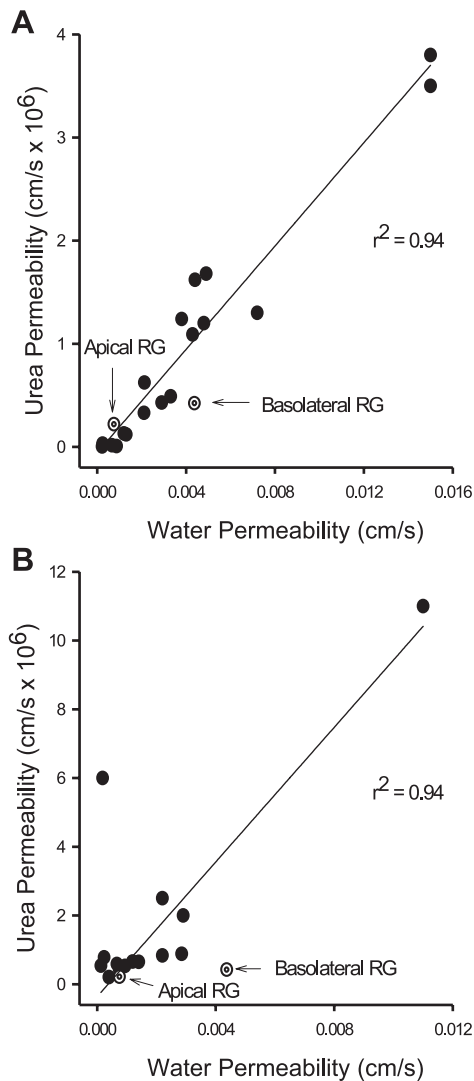 A
Urea Permeability (cm/s x 10⁶)
4
3
2
1
0
r² = 0.94
Apical RG
Basolateral RG
0.000 0.004 0.008 0.012 0.016
Water Permeability (cm/s)
B
Urea Permeability (cm/s x 10⁶)
12
10
8
6
4
2
0
r² = 0.94
Basolateral RG
Apical RG
0.000 0.004 0.008 0.012
Water Permeability (cm/s)